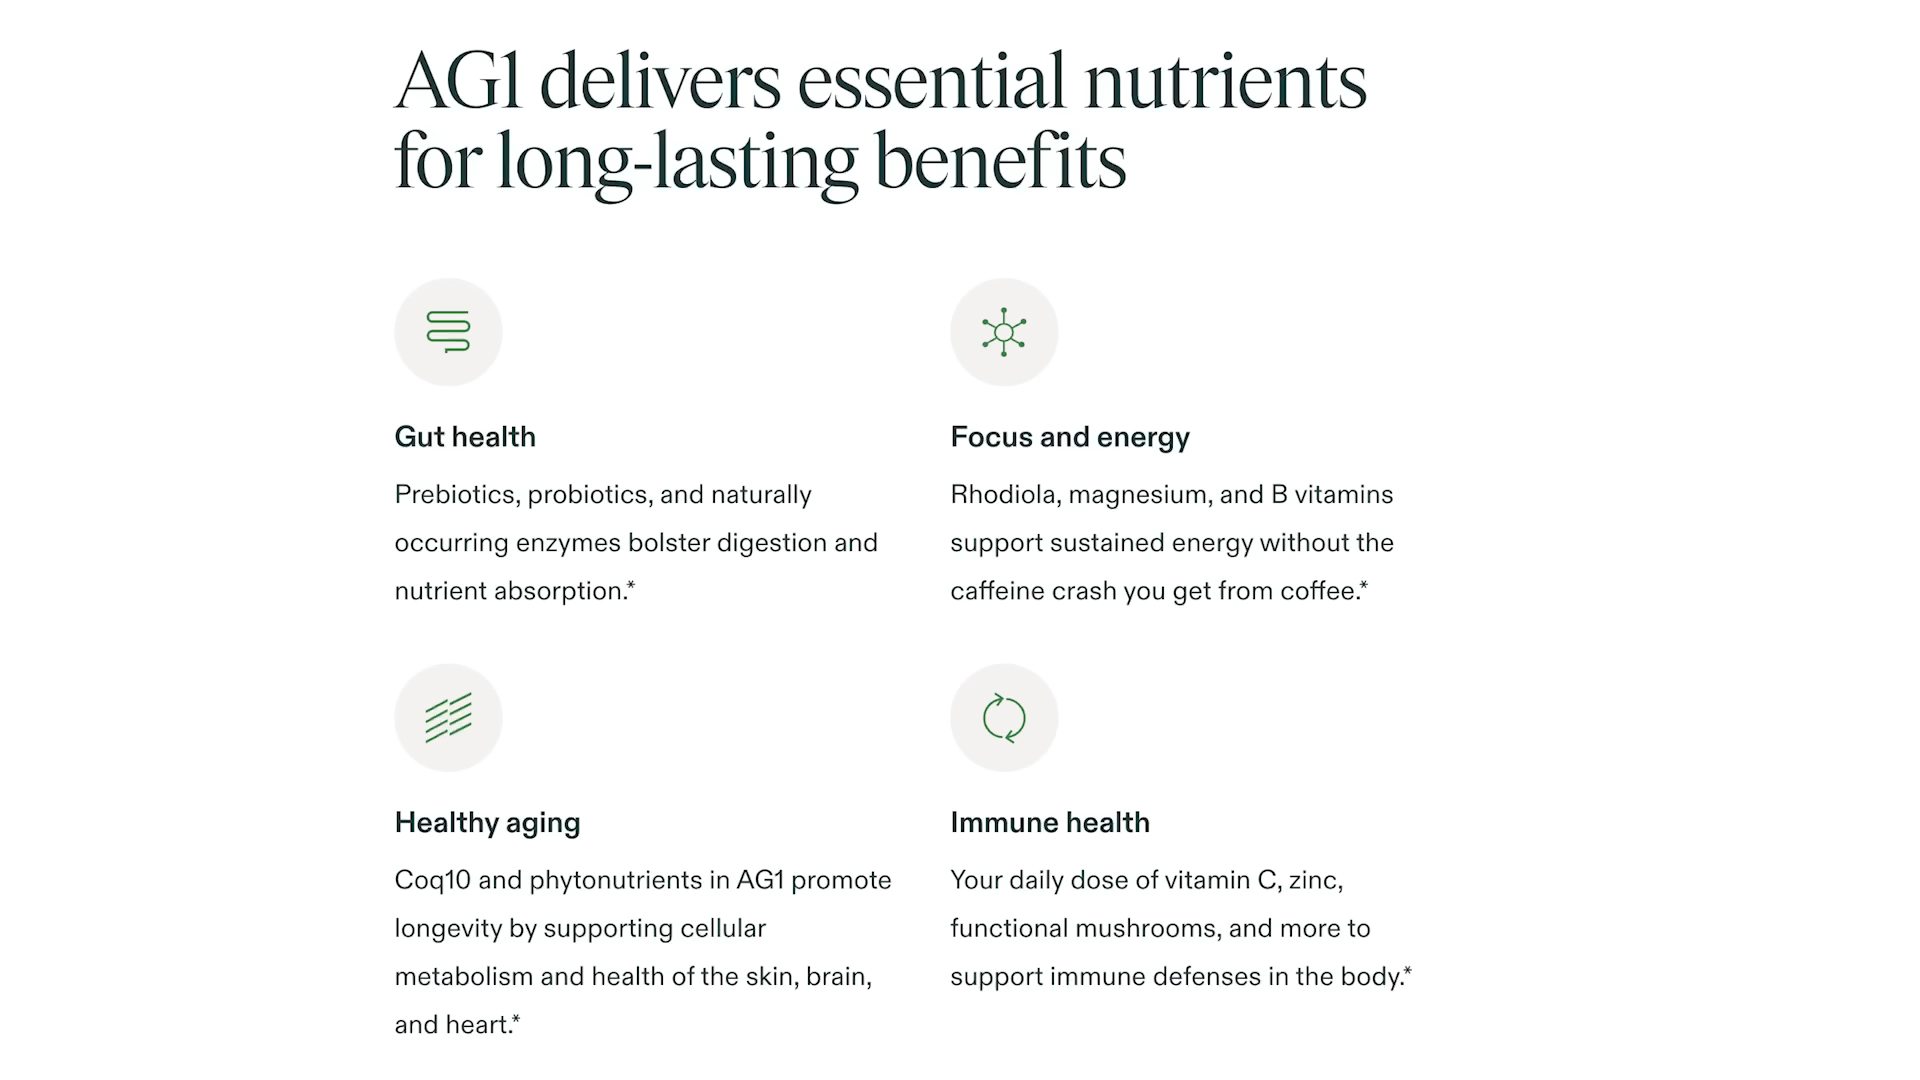 AG1 delivers essential nutrients
for long-lasting benefits
Gut health
Prebiotics, probiotics, and naturally
occurring enzymes bolster digestion and
nutrient absorption.*
Focus and energy
Rhodiola, magnesium, and B vitamins
support sustained energy without the
caffeine crash you get from coffee.*
Healthy aging
Coq10 and phytonutrients in AG1 promote
longevity by supporting cellular
metabolism and health of the skin, brain,
and heart.*
Immune health
Your daily dose of vitamin C, zinc,
functional mushrooms, and more to
support immune defenses in the body.*